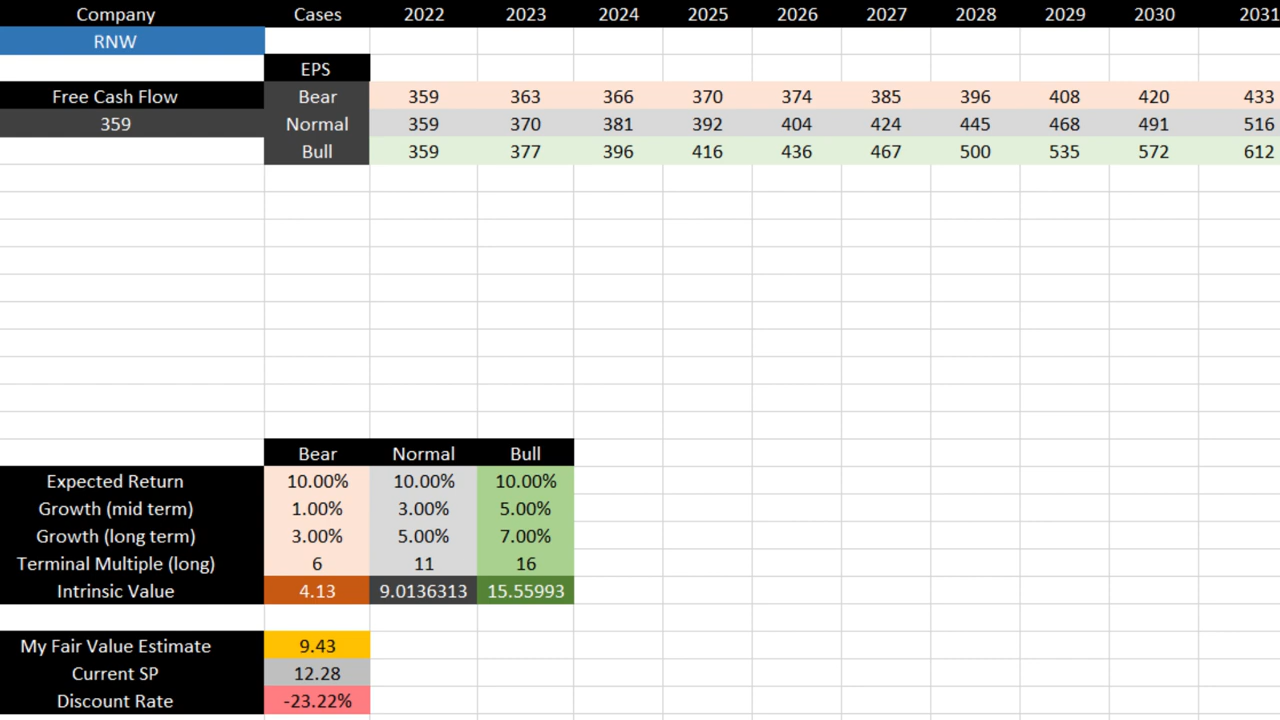 Company Cases 2022 2023 2024 2025 2026 2027 2028 2029 2030 2031
RNW
EPS
Free Cash Flow Bear 359 363 366 370 374 385 396 408 420 433
359 Normal 359 370 381 392 404 424 445 468 491 516
Bull 359 377 396 416 436 467 500 535 572 612
Bear Normal Bull
Expected Return 10.00% 10.00% 10.00%
Growth (mid term) 1.00% 3.00% 5.00%
Growth (long term) 3.00% 5.00% 7.00%
Terminal Multiple (long) 6 11 16
Intrinsic Value 4.13 9.0136313 15.55993
My Fair Value Estimate 9.43
Current SP 12.28
Discount Rate -23.22%